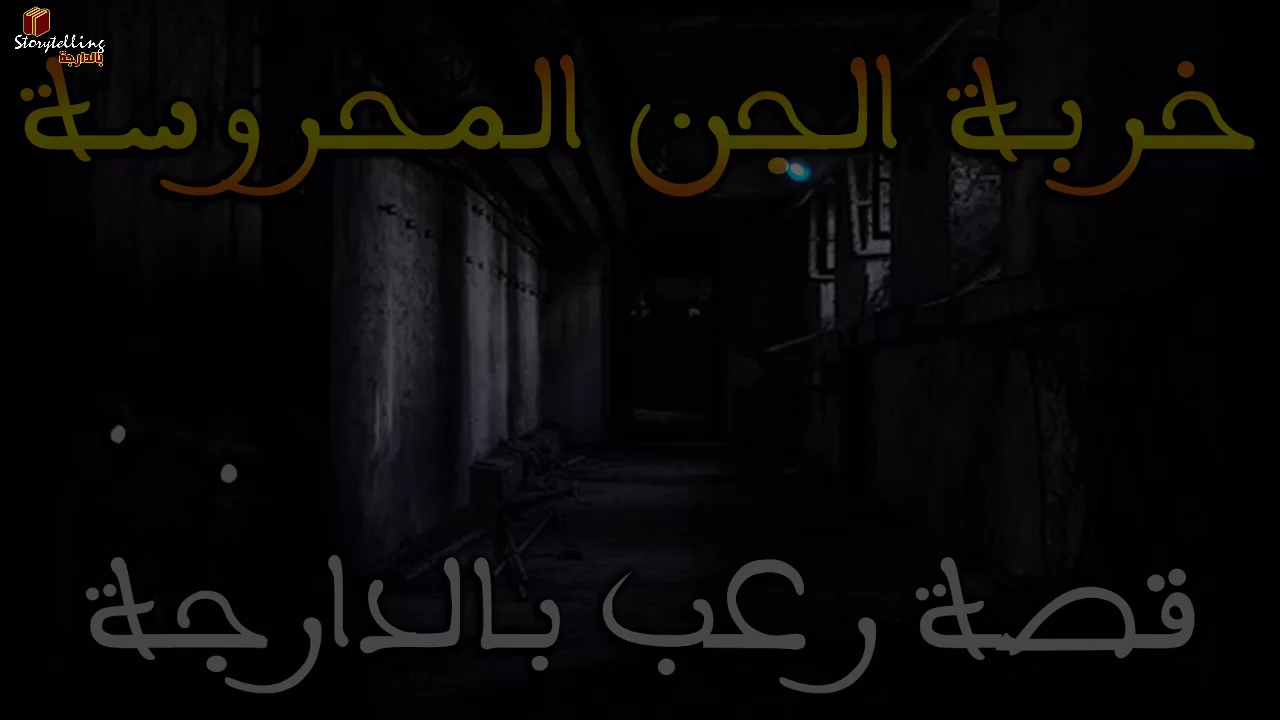 Storytelling
بالدارجة
خربة الجن المحروسة
قصة رعب بالدارجة